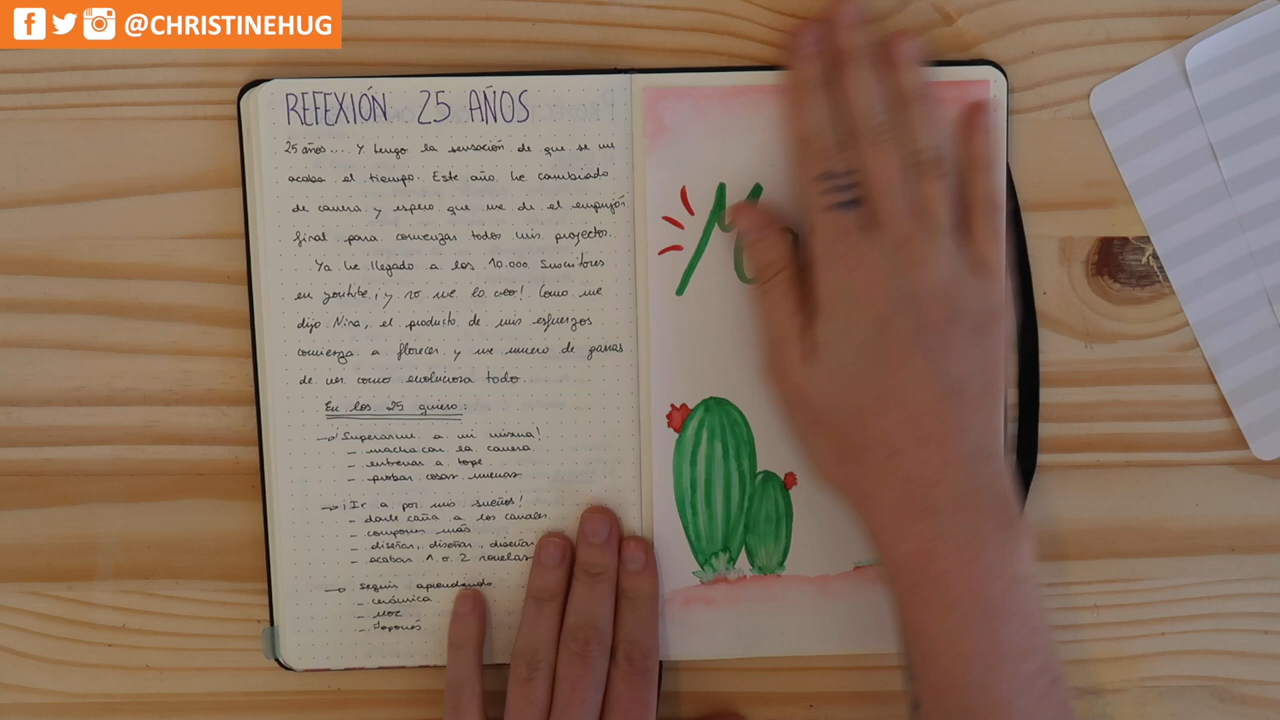 @CHRISTINEHUG
REFEXIÓN 25 AÑOS
25 años... Y tengo la sensación de que se me
acaba el tiempo. Este año he cambiado
de carrera y espero que me de el empujón
final para comenzar todos mis proyectos.
Ya he llegado a los 10.000 suscritores
en youtube ¡y no me lo creo! Como me
dijo Nina, el producto de mis esfuerzos
comienza a florecer y me muero de ganas
de ver como evoluciona todo.
En los 25 quiero:
→ ¡Superarme a mi misma!
- macha con la carrera
- entrenar a tope
- probar cosas nuevas
→ ¡Ir a por mis sueños!
- darle caña a los canales
- componer más
- diseñar, diseñar, diseñar
- acabar 1 o 2 novelas
→ Seguir aprendiendo
- cerámica
- voz
- Japonés